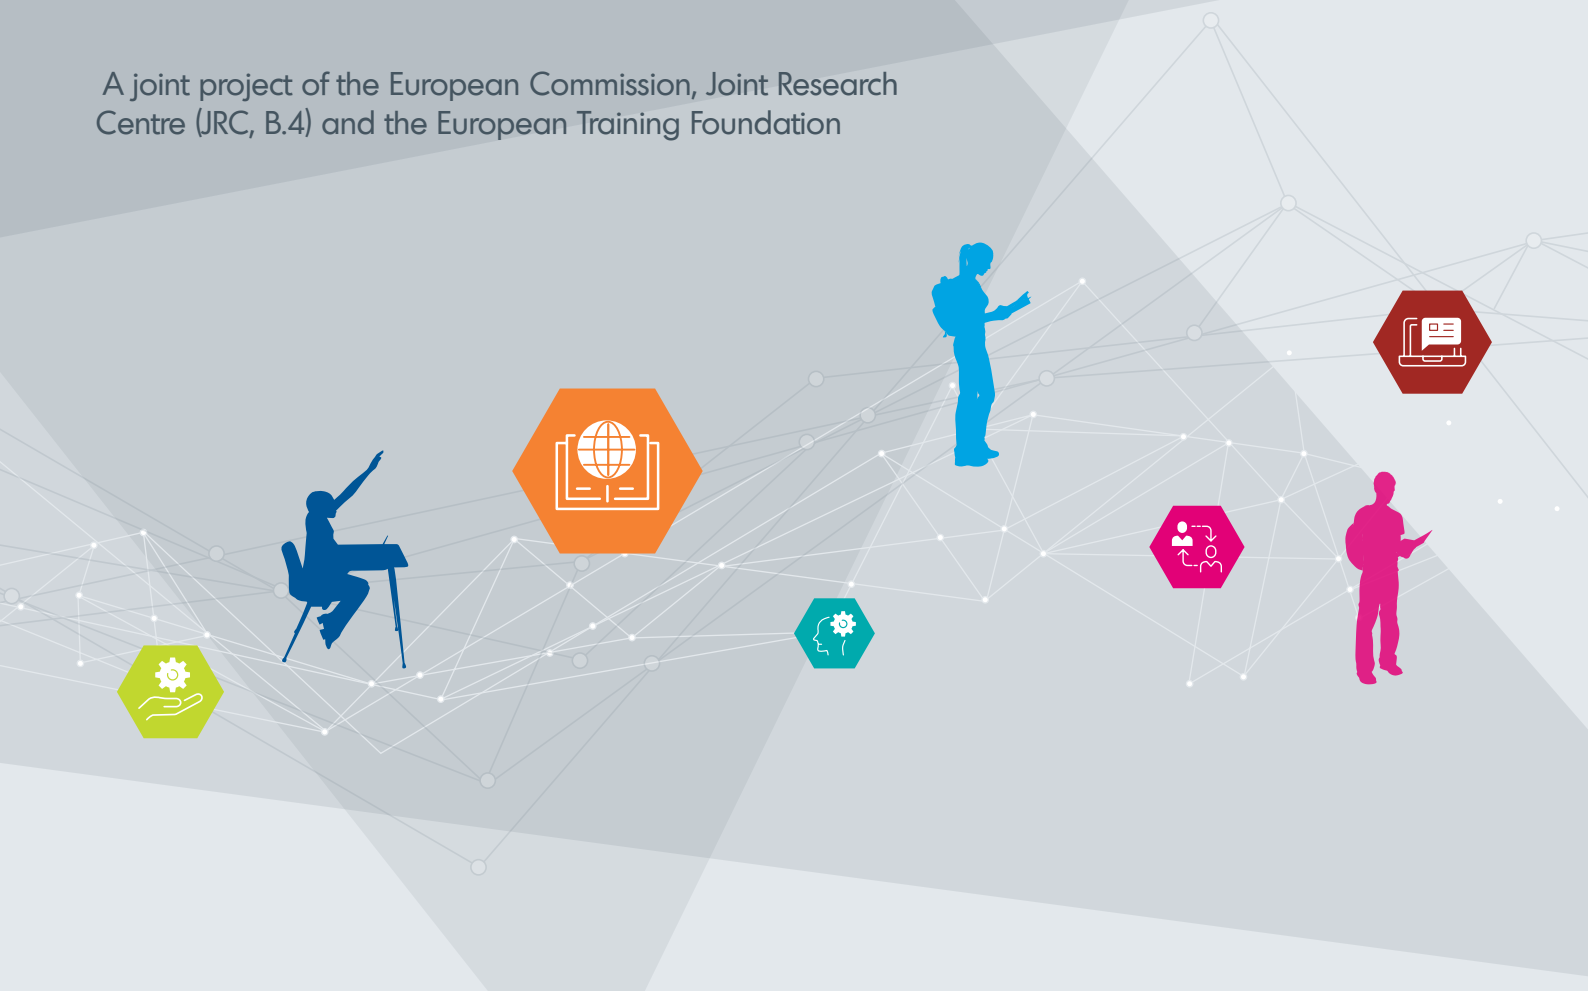 A joint project of the European Commission, Joint Research
Centre (JRC, B.4) and the European Training Foundation